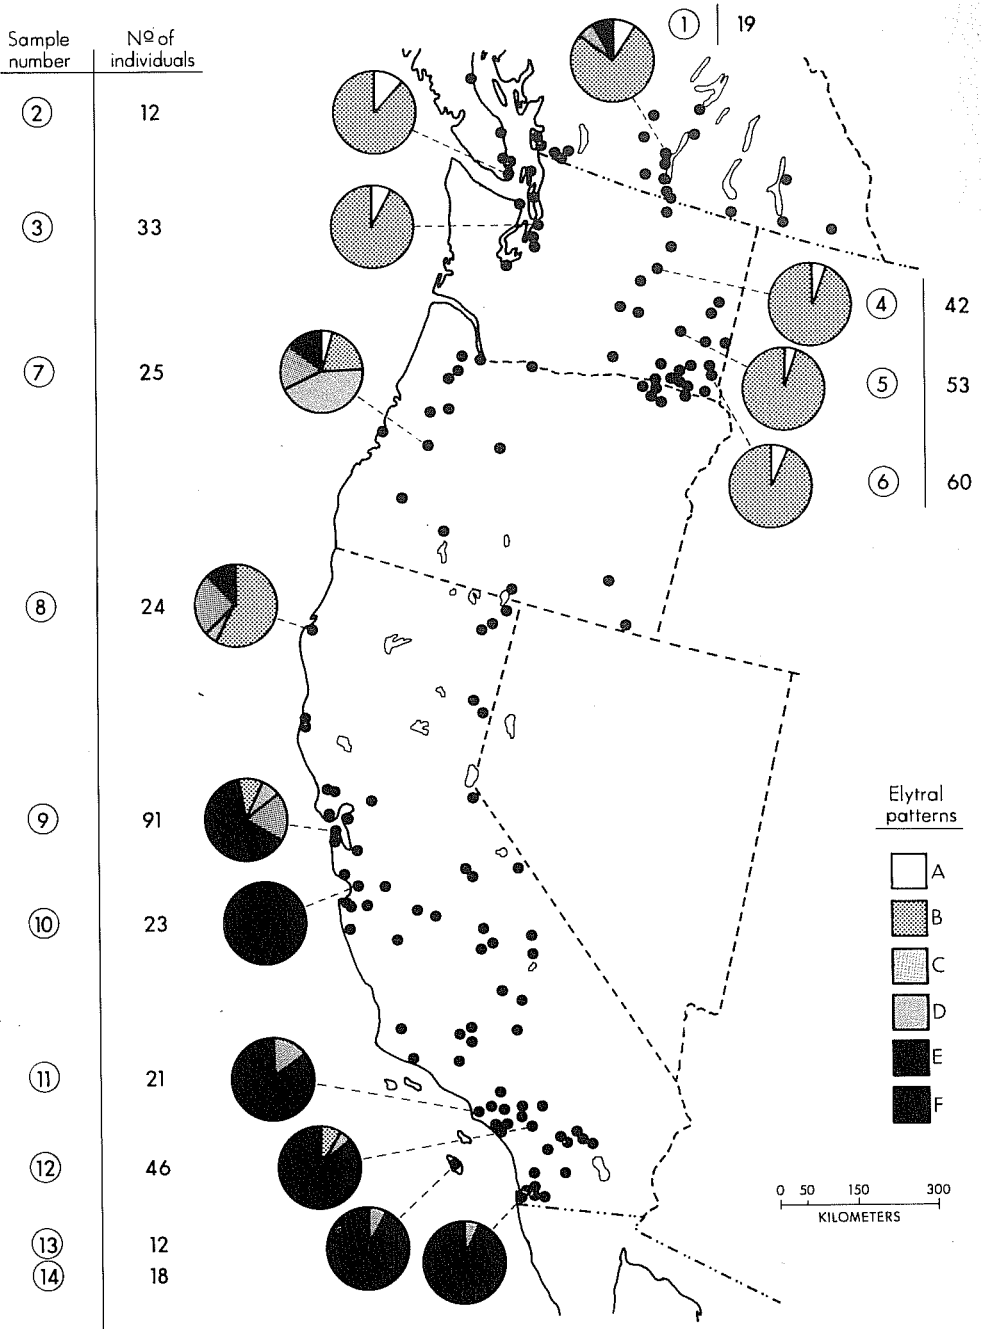 Sample number | Nº of individuals
1 | 19
2 | 12
3 | 33
4 | 42
7 | 25
5 | 53
6 | 60
8 | 24
9 | 91
10 | 23
11 | 21
12 | 46
13 | 12
14 | 18
Elytral patterns
A
B
C
D
E
F
0 50 150 300
KILOMETERS